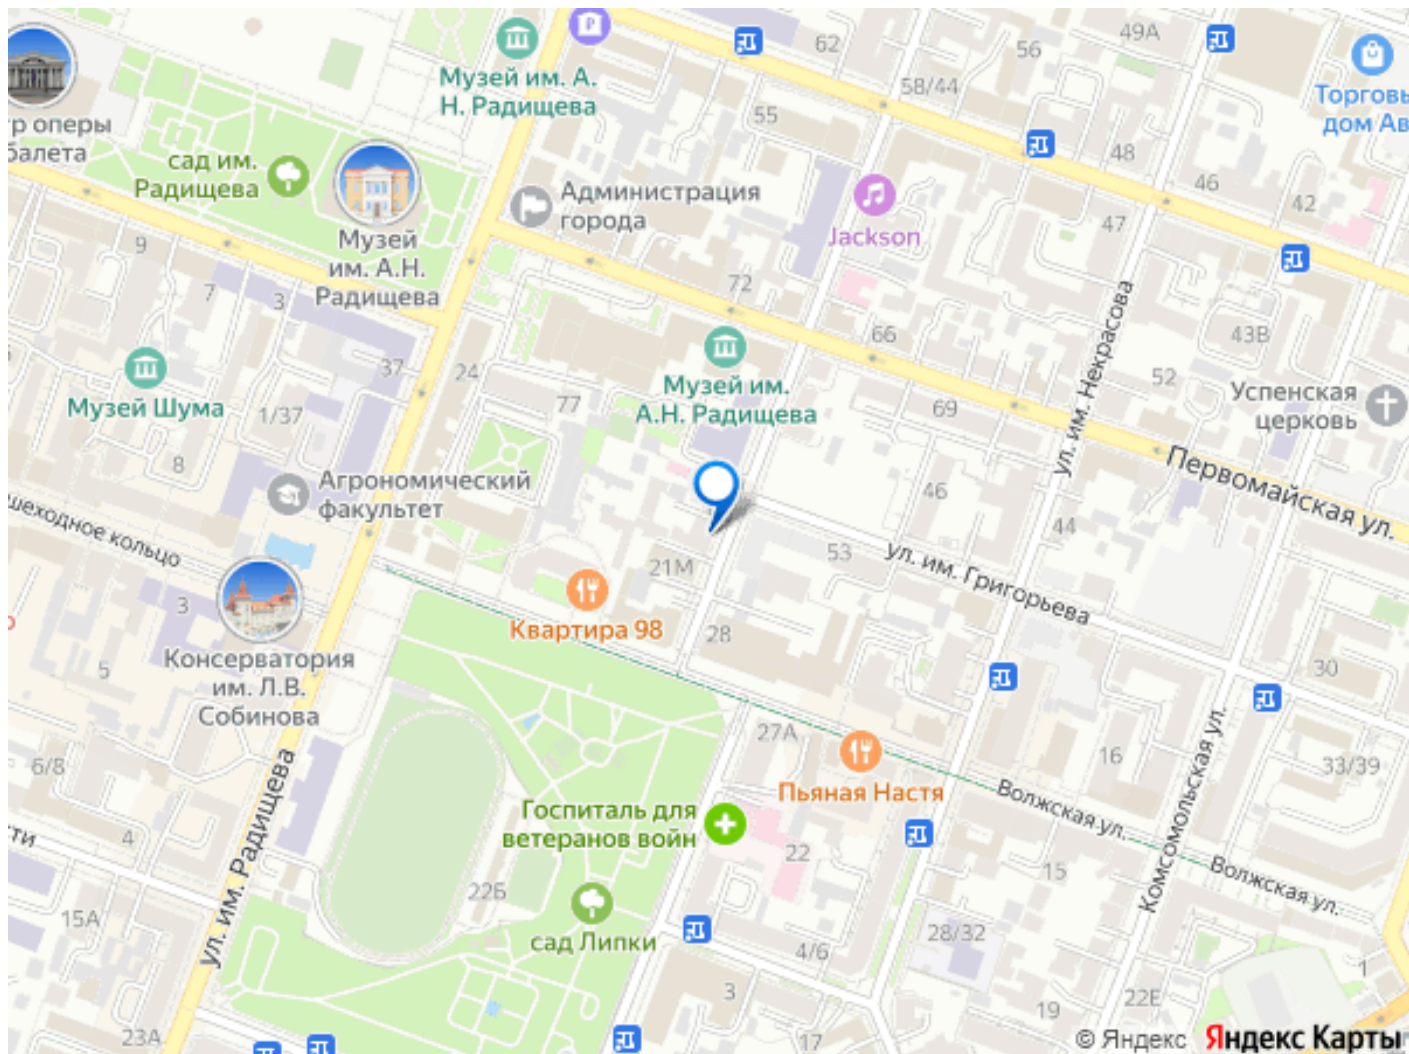 49А
62
56
Музей им. А.
Н. Радищева
58/44
Торговы
дом Ав
55
р оперы
балета
сад им.
Радищева
48
Администрация
города
46
42
47
Jackson
9
Музей
им. А.Н.
Радищева
7
3
72
ул. им. Некрасова
66
43В
37
24
52
Музей им.
А.Н. Радищева
Успенская
церковь
Музей Шума
1/37
77
69
8
Первомайская ул.
Агрономический
факультет
46
44
шеходное кольцо
53
ул. им. Григорьева
21М
3
Квартира 98
28
Консерватория
им. Л.В.
Собинова
5
30
27А
16
Комсомольская ул.
6/8
ул. им. Радищева
Пьяная Настя
33/39
Волжская ул.
Госпиталь для
ветеранов войн
4
сти
22
15
Волжская ул.
22Б
15А
сад Липки
28/32
4/6
1
3
22Е
19
23А
17
© Яндекс Яндекс Карты